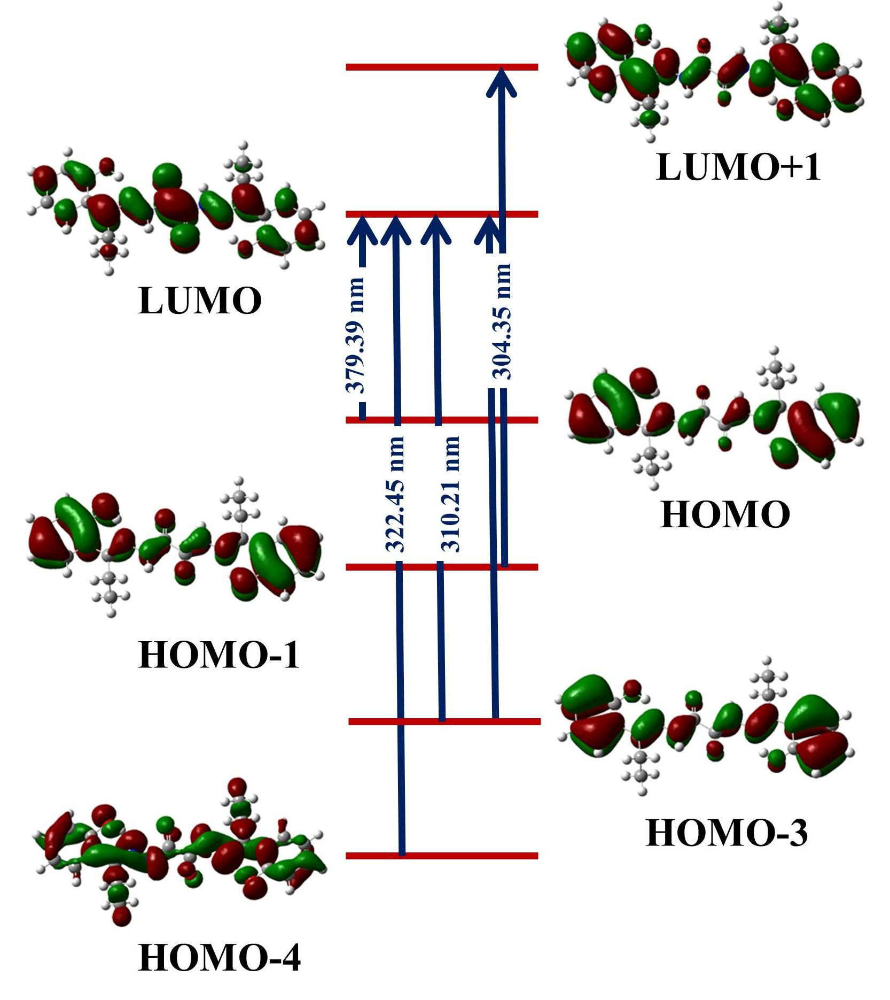 LUMO+1
LUMO
379.39 nm
304.35 nm
322.45 nm
310.21 nm
HOMO
HOMO-1
HOMO-3
HOMO-4